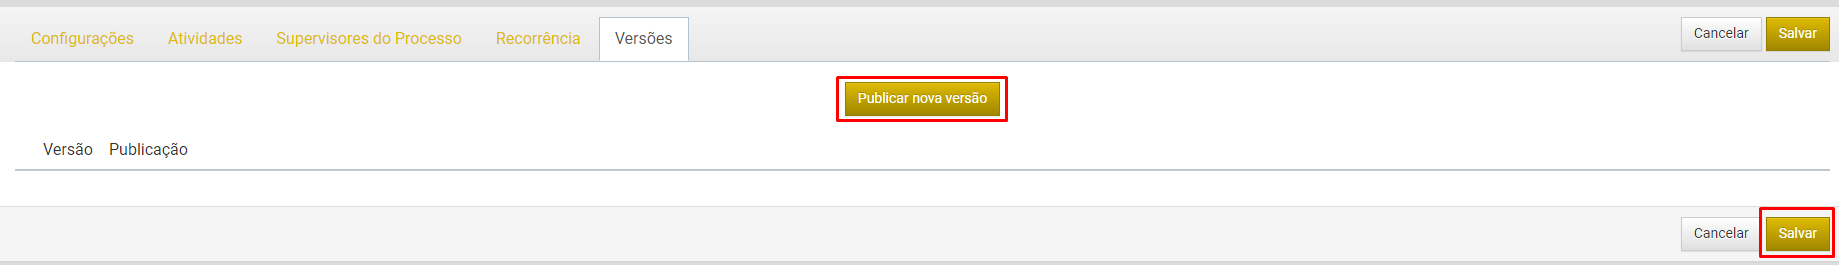 Configurações Atividades Supervisores do Processo Recorrência Versões Cancelar Salvar
Publicar nova versão
Versão Publicação
Cancelar Salvar